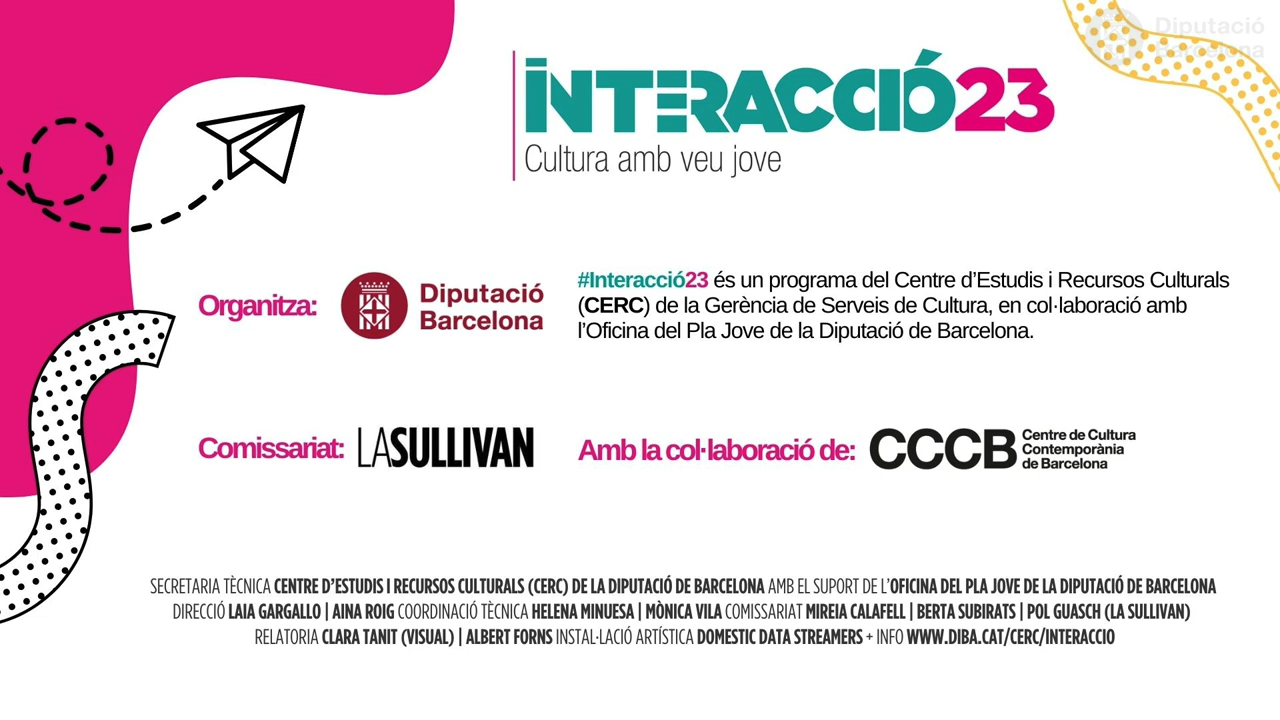 Diputació
Barcelona
INTERACCIÓ23
Cultura amb veu jove
Organitza:
Diputació
Barcelona
#Interacció23 és un programa del Centre d’Estudis i Recursos Culturals
(CERC) de la Gerència de Serveis de Cultura, en col·laboració amb
l’Oficina del Pla Jove de la Diputació de Barcelona.
Comissariat: LASULLIVAN
Amb la col·laboració de: CCCB
Centre de Cultura
Contemporània
de Barcelona
SECRETARIA TÈCNICA CENTRE D’ESTUDIS I RECURSOS CULTURALS (CERC) DE LA DIPUTACIÓ DE BARCELONA AMB EL SUPORT DE L’OFICINA DEL PLA JOVE DE LA DIPUTACIÓ DE BARCELONA
DIRECCIÓ LAIA GARGALLO | AINA ROIG COORDINACIÓ TÈCNICA HELENA MINUESA | MÒNICA VILA COMISSARIAT MIREIA CALAFELL | BERTA SUBIRATS | POL GUASCH (LA SULLIVAN)
RELATORIA CLARA TANIT (VISUAL) | ALBERT FORNS INSTAL·LACIÓ ARTÍSTICA DOMESTIC DATA STREAMERS + INFO WWW.DIBA.CAT/CERC/INTERACCIO